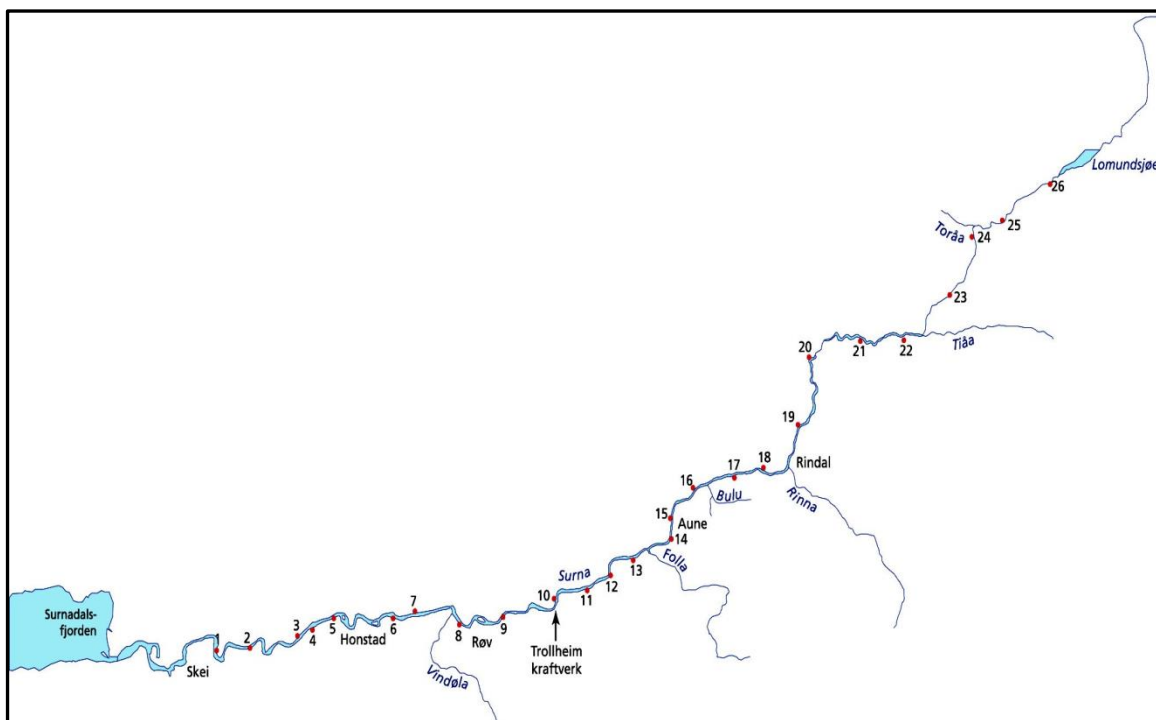 Lomundsjøe
26
25
Toråa
24
23
20
21
22
Tiåa
19
Rindal
18
17
16
Bulu
Rinna
15
Aune
14
Folla
13
Surna
12
11
10
Trollheim
kraftverk
7
9
8
Røv
Vindøla
6
5
Honstad
3
4
Surnadals-
fjorden
1
2
Skei